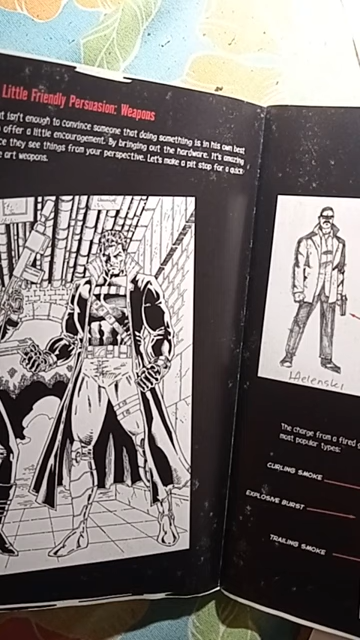 Little Friendly Persuasion: Weapons
isn't enough to convince someone that doing something is in his own best
offer a little encouragement. By bringing out the hardware. It's amazing
they see things from your perspective. Let's make a pit stop for a quick
art weapons.
Helenski
The charge from a fired
most popular types:
CURLING SMOKE
EXPLOSIVE BURST
TRAILING SMOKE